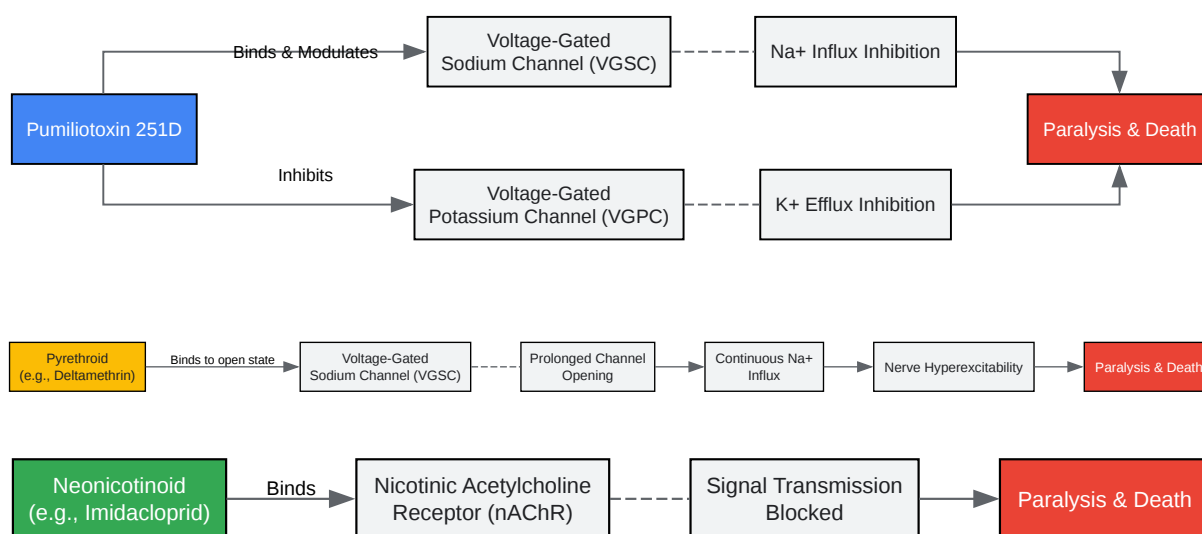 Pumiliotoxin 251D
Binds & Modulates
Voltage-Gated
Sodium Channel (VGSC)
Na+ Influx Inhibition
Inhibits
Voltage-Gated
Potassium Channel (VGPC)
K+ Efflux Inhibition
Paralysis & Death
Pyrethroid
(e.g., Deltamethrin)
Binds to open state
Voltage-Gated
Sodium Channel (VGSC)
Prolonged Channel
Opening
Continuous Na+
Influx
Nerve Hyperexcitability
Paralysis & Death
Neonicotinoid
(e.g., Imidacloprid)
Binds
Nicotinic Acetylcholine
Receptor (nAChR)
Signal Transmission
Blocked
Paralysis & Death